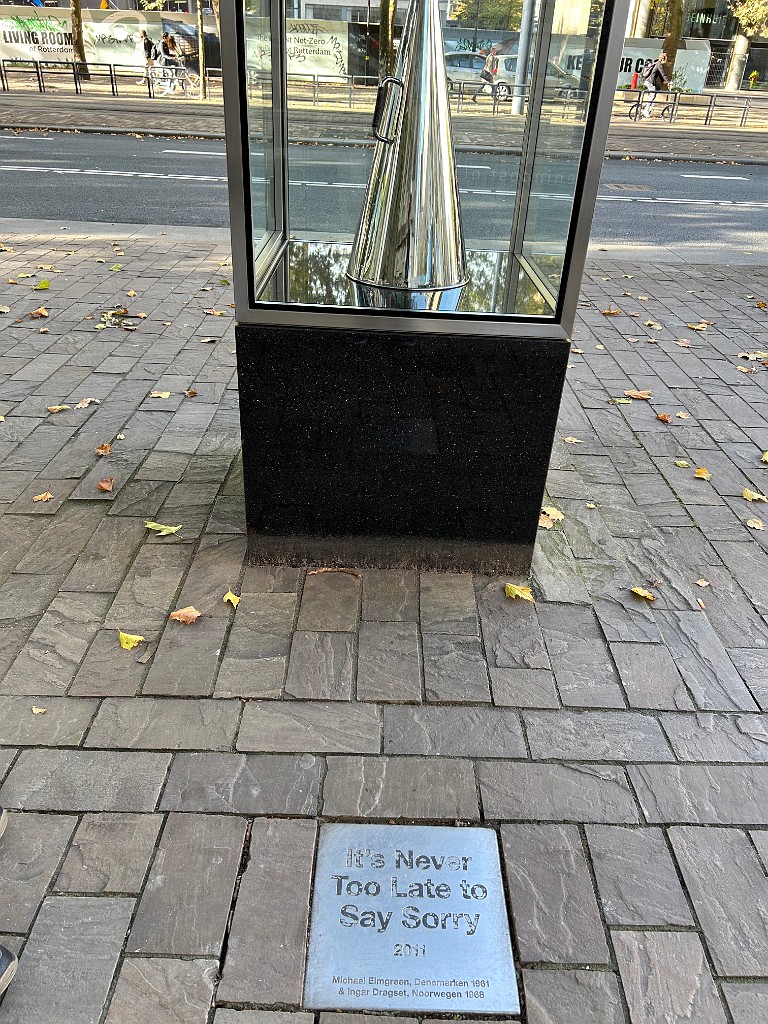 LIVING ROOM
of Rotterdam
Net-Zero
Rotterdam
It's Never
Too Late to
Say Sorry
2011
Michael Elmgreen, Denemarken 1961
& Ingar Dragset, Noorwegen 1968